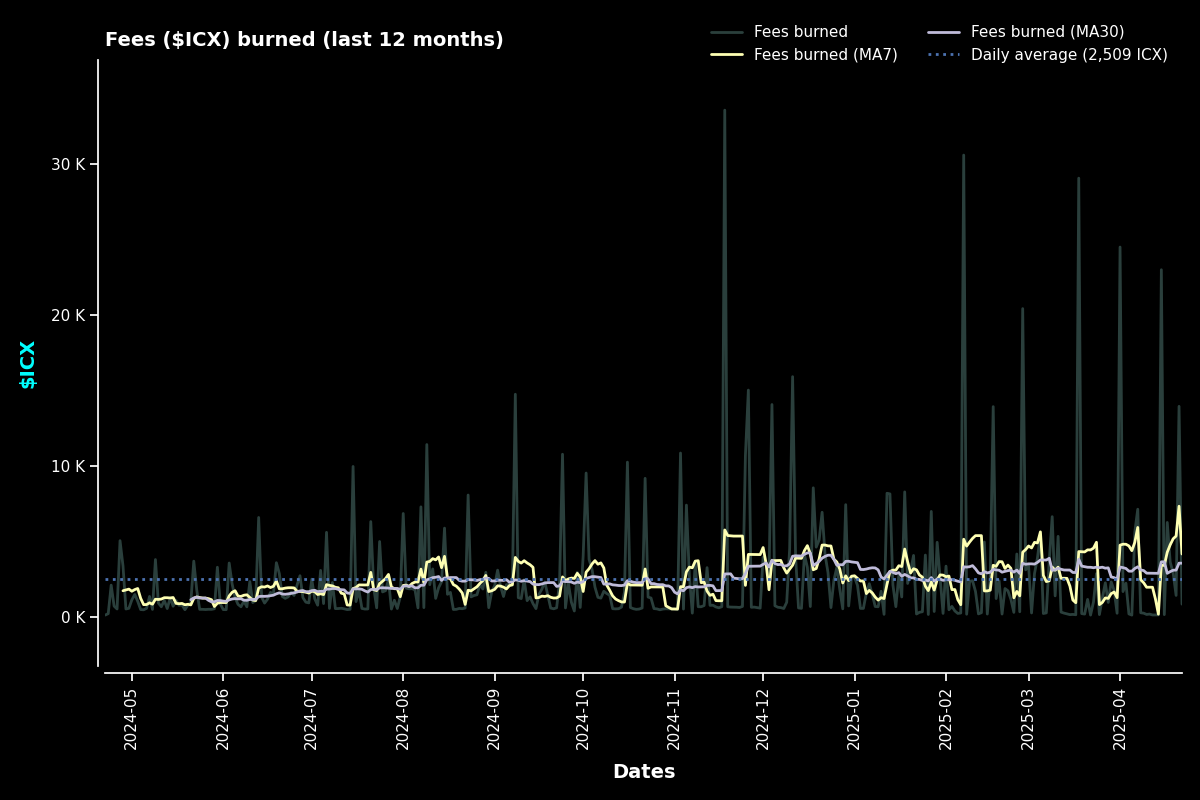 Fees ($ICX) burned (last 12 months)
Fees burned
Fees burned (MA7)
Fees burned (MA30)
Daily average (2,509 ICX)
30 K
20 K
10 K
0 K
$ICX
2024-05
2024-06
2024-07
2024-08
2024-09
2024-10
2024-11
2024-12
2025-01
2025-02
2025-03
2025-04
Dates